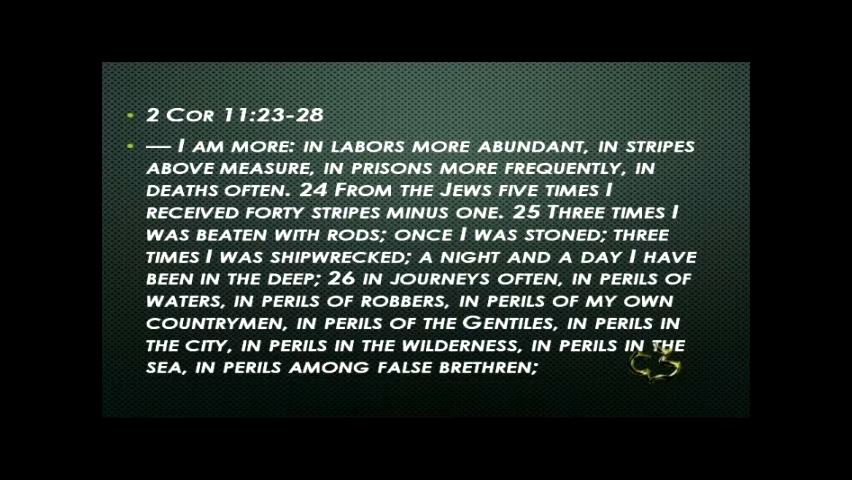 • 2 Cor 11:23-28
• — I am more: in labors more abundant, in stripes
above measure, in prisons more frequently, in
deaths often. 24 From the Jews five times I
received forty stripes minus one. 25 Three times I
was beaten with rods; once I was stoned; three
times I was shipwrecked; a night and a day I have
been in the deep; 26 in journeys often, in perils of
waters, in perils of robbers, in perils of my own
countrymen, in perils of the Gentiles, in perils in
the city, in perils in the wilderness, in perils in the
sea, in perils among false brethren;